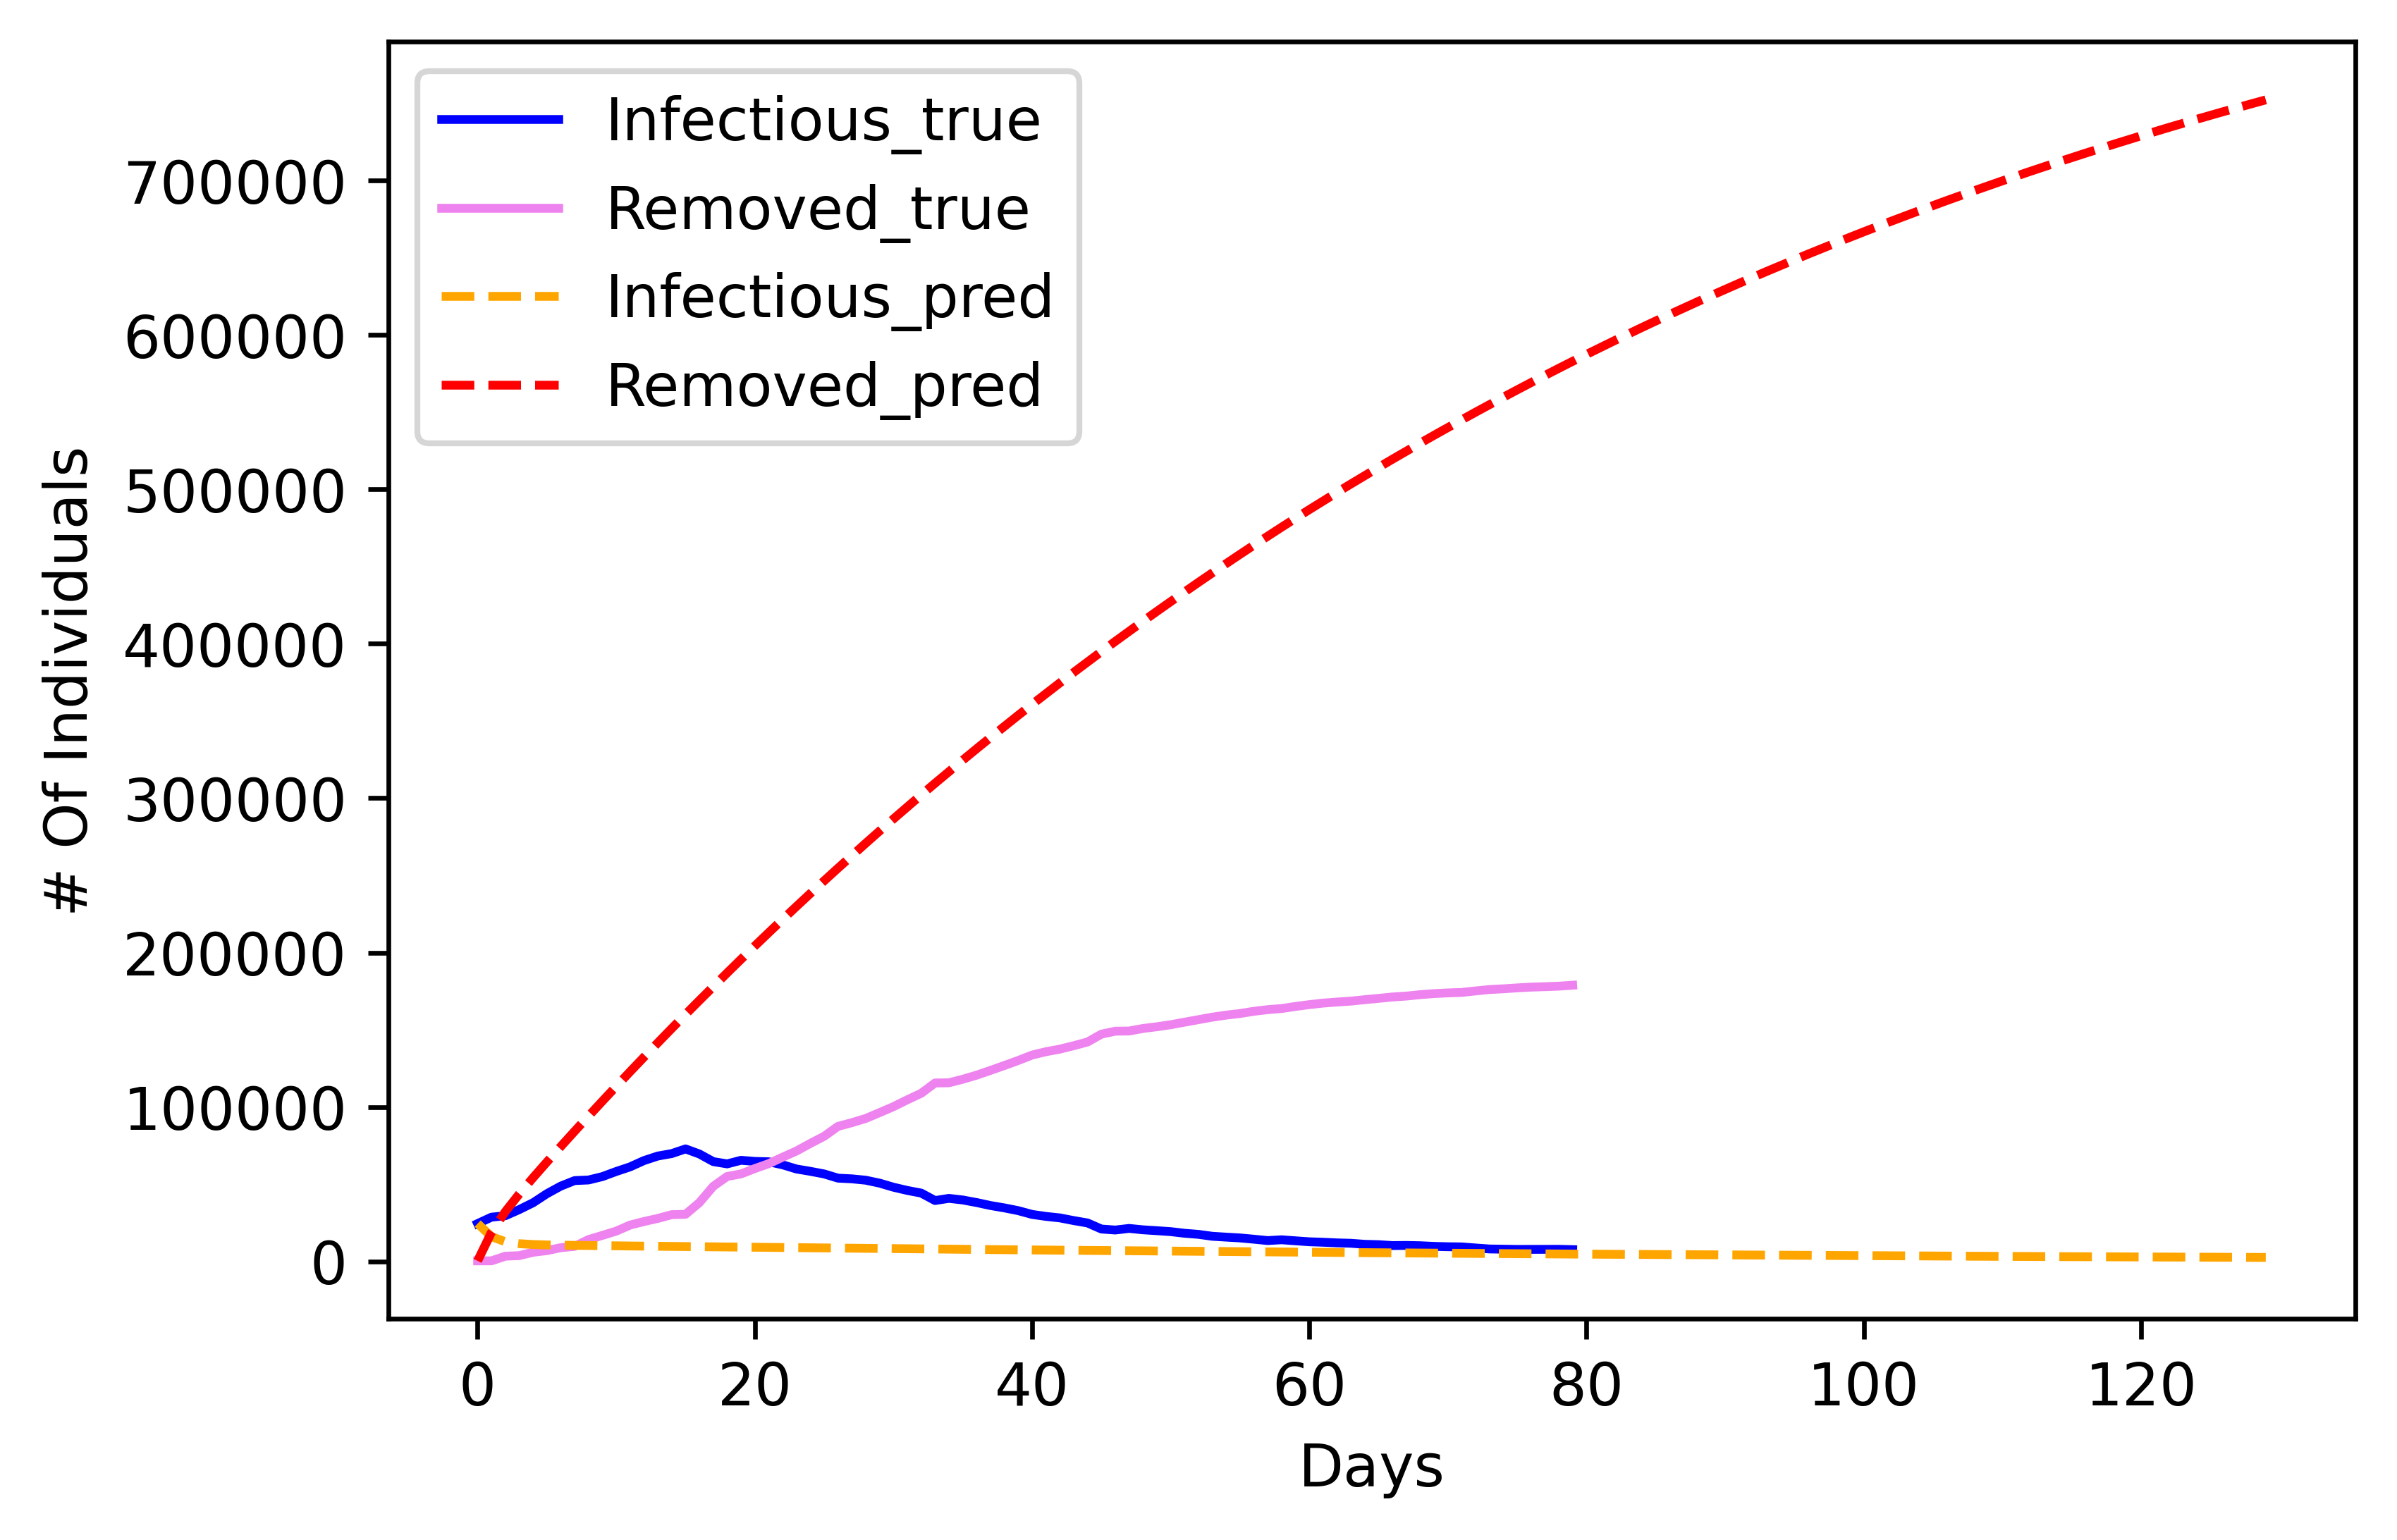 Infectious_true
Removed_true
Infectious_pred
Removed_pred
700000
600000
500000
400000
300000
200000
100000
0
# Of Individuals
0 20 40 60 80 100 120
Days